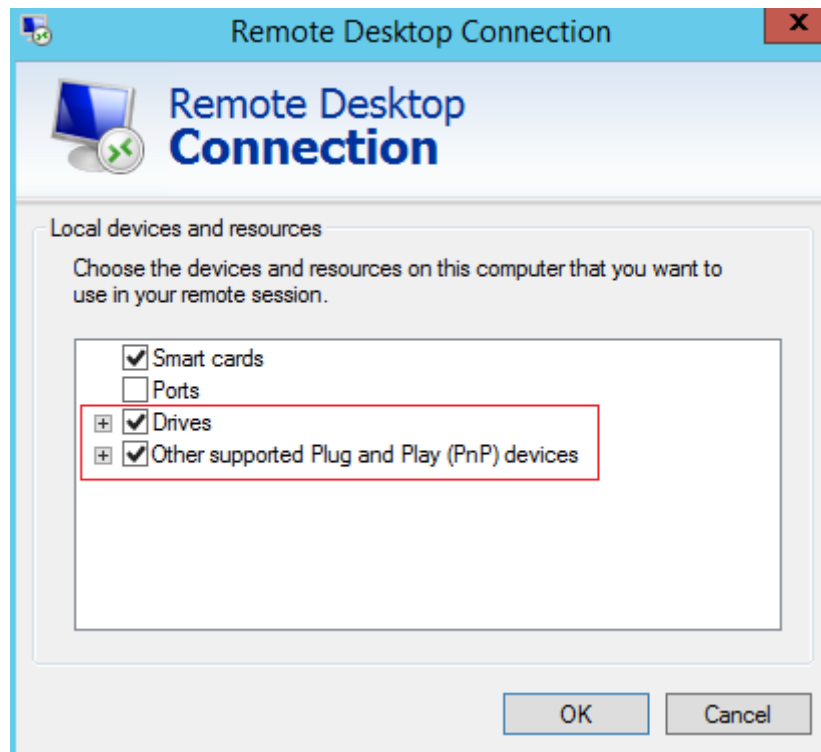 Remote Desktop Connection
X
Remote Desktop
Connection
Local devices and resources
Choose the devices and resources on this computer that you want to
use in your remote session.
Smart cards
Ports
Drives
Other supported Plug and Play (PnP) devices
OK
Cancel